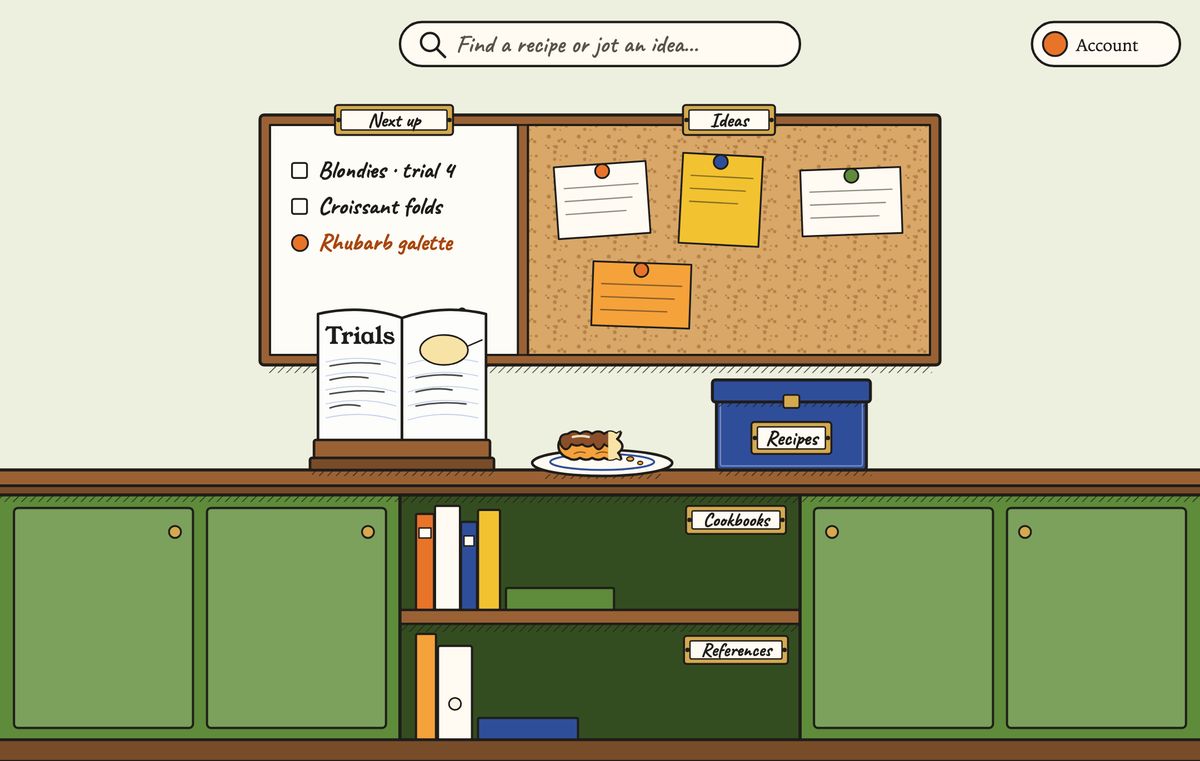 Find a recipe or jot an idea...
Account
Next up
Ideas
Blondies · trial 4
Croissant folds
Rhubarb galette
Trials
Recipes
Cookbooks
References